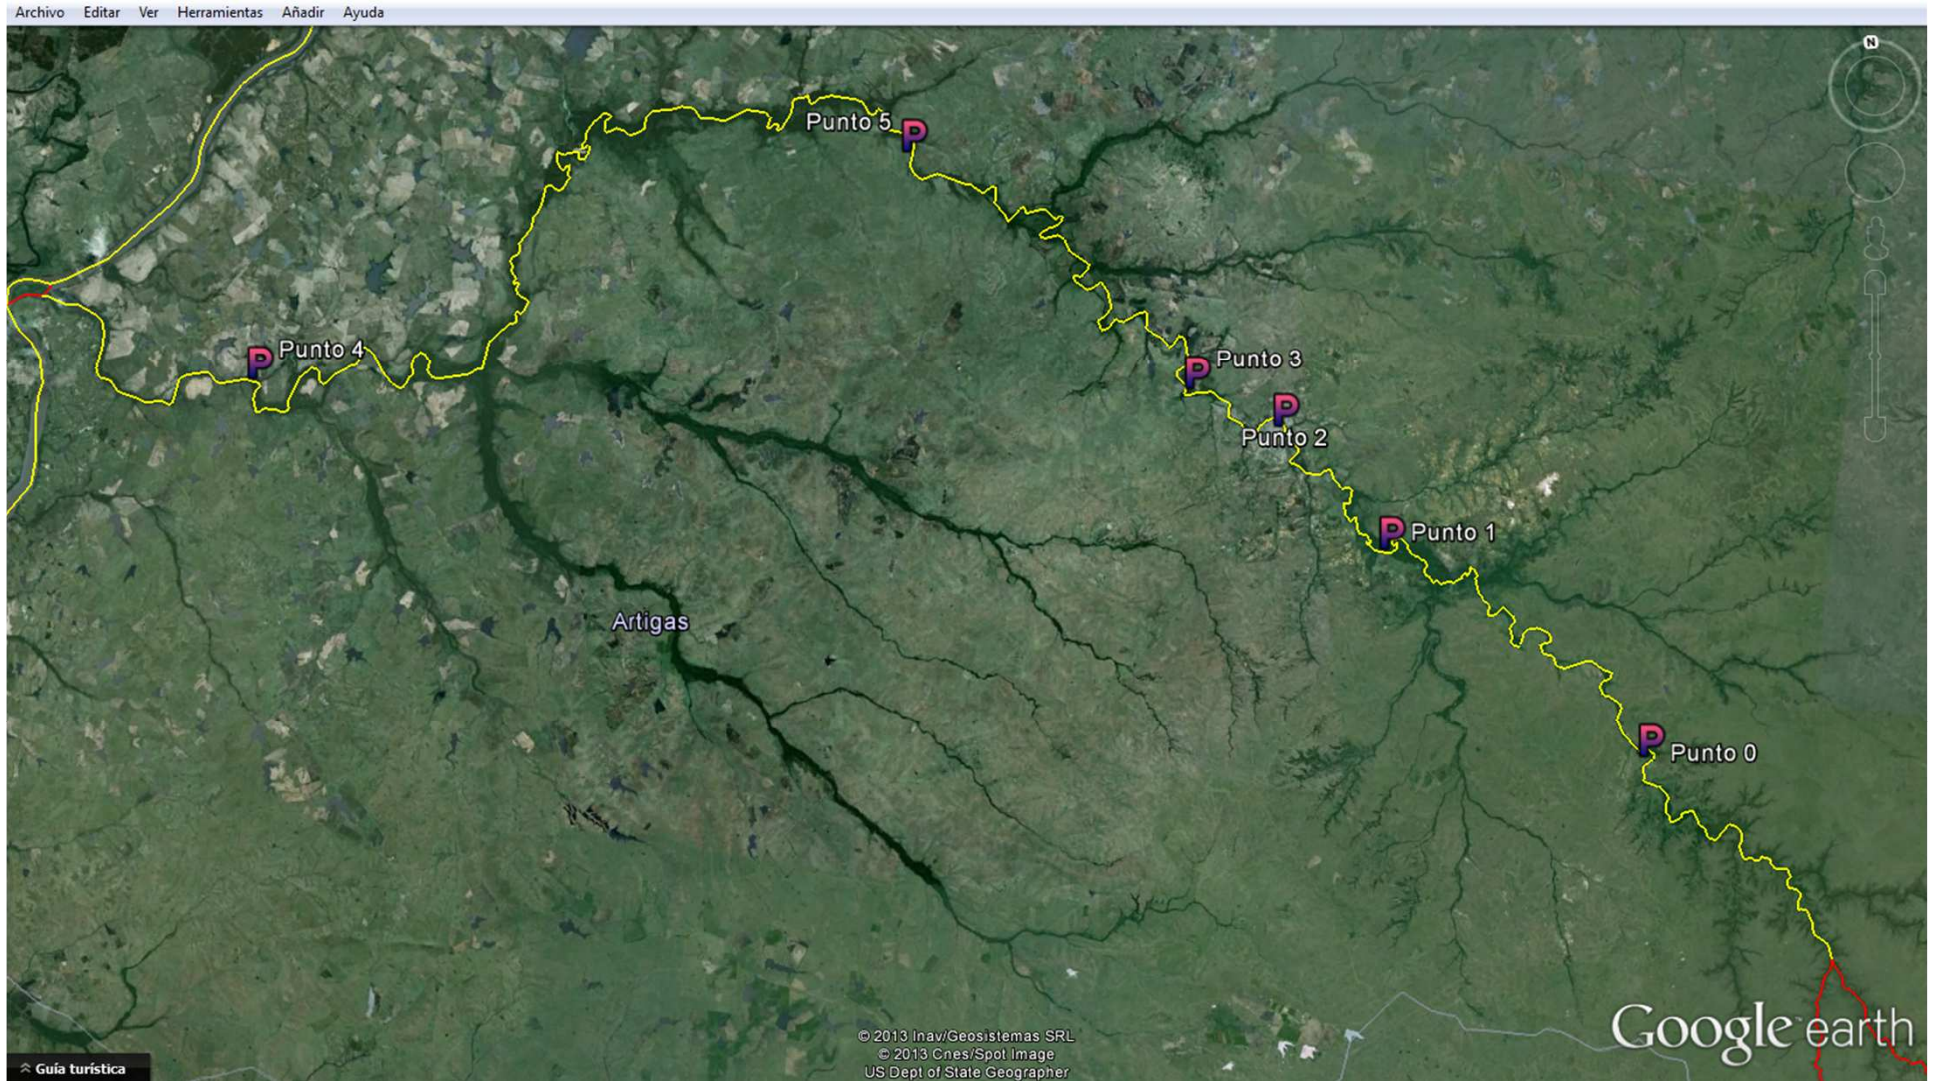 Archivo Editar Ver Herramientas Añadir Ayuda
N
Punto 5
Punto 4
Punto 3
Punto 2
Punto 1
Artigas
Punto 0
Google earth
© 2013 Inav/Geosistemas SRL
© 2013 Cnes/Spot Image
US Dept of State Geographer
Guía turística